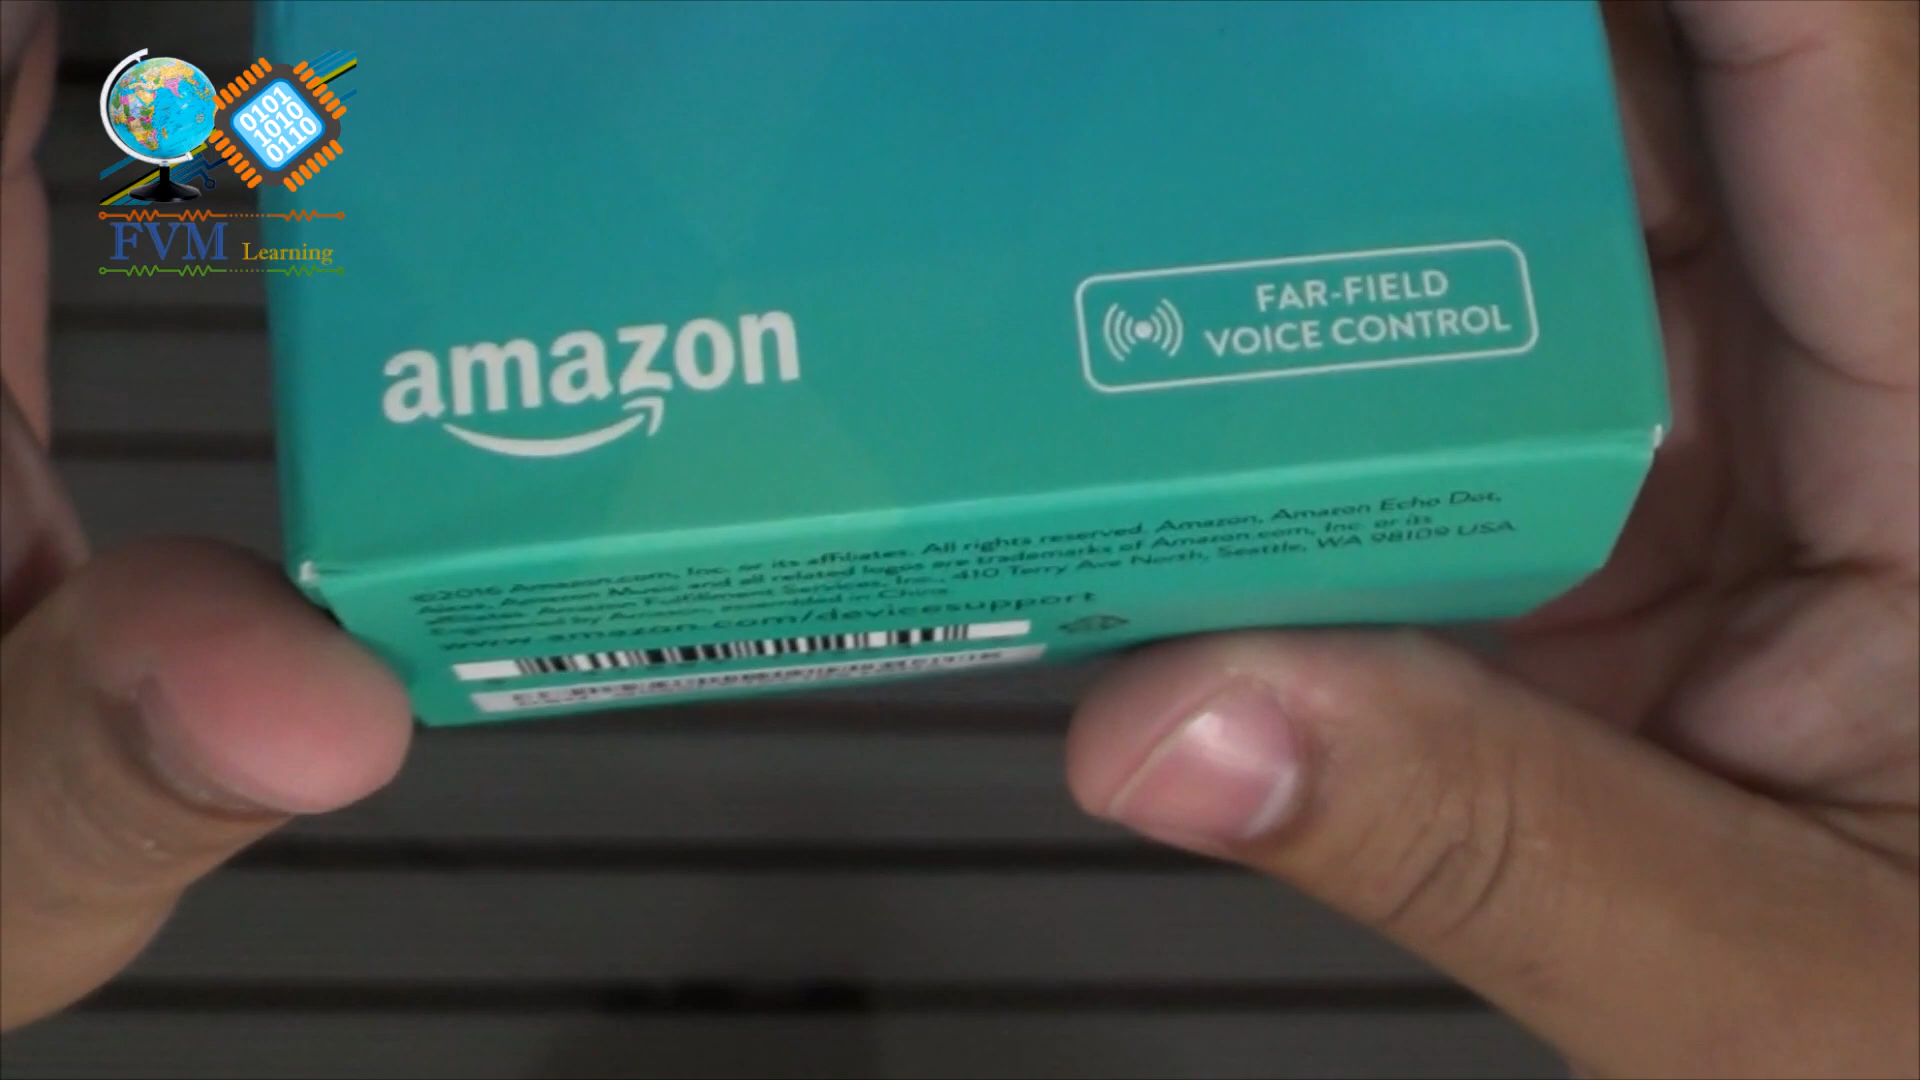 0101
1010
0110
FVM Learning
amazon
FAR-FIELD
VOICE CONTROL
©2016 Amazon.com, Inc. or its affiliates. All rights reserved. Amazon, Amazon Echo Dot,
Alexa, Amazon Music and all related logos are trademarks of Amazon.com, Inc. or its
affiliates. Amazon Fulfillment Services, Inc., 410 Terry Ave North, Seattle, WA 98109 USA
Engineered by Amazon, assembled in China
www.amazon.com/devicesupport